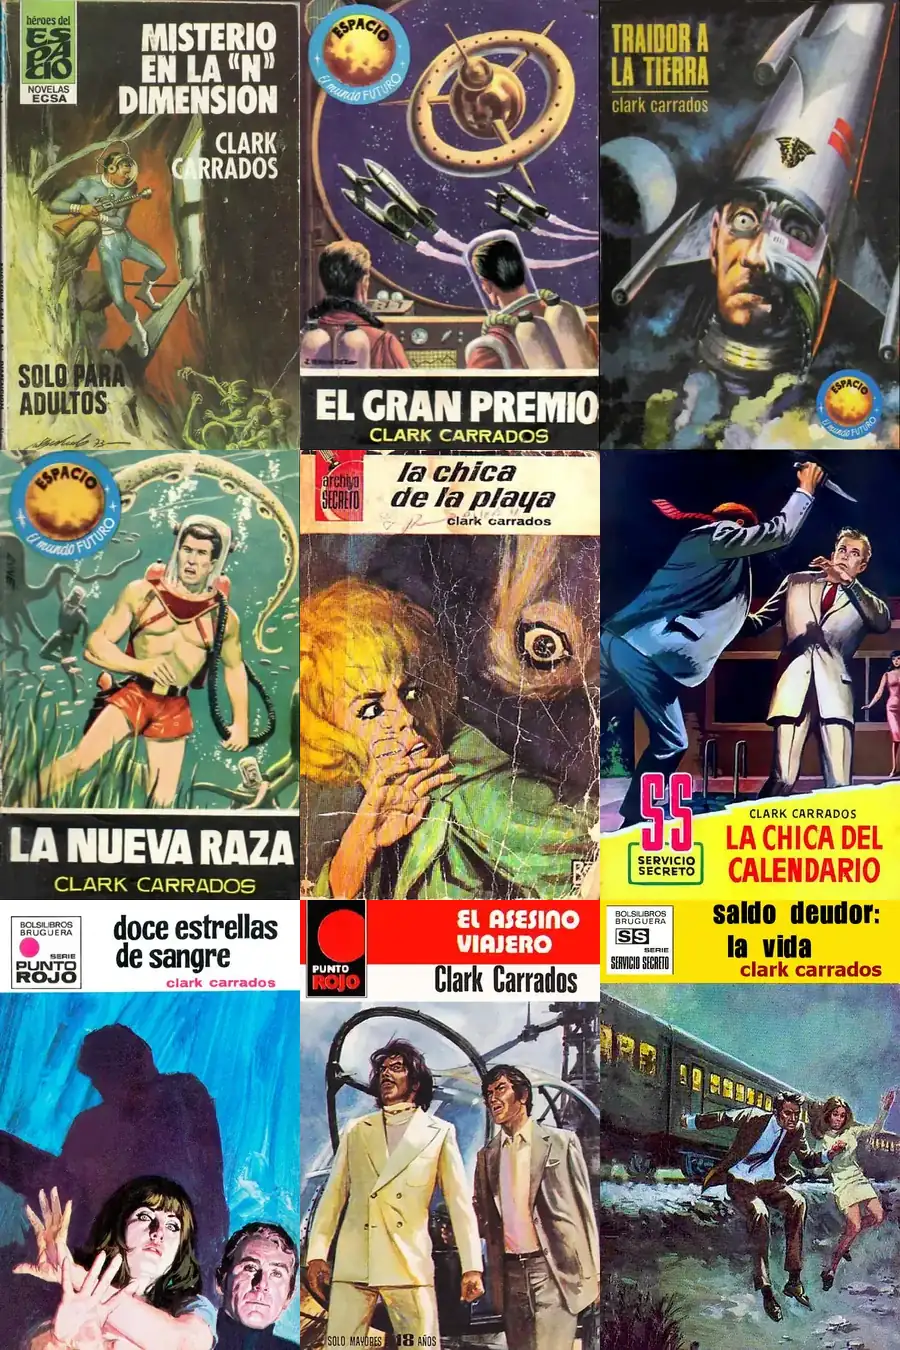 héroes del
ESPACIO
NOVELAS
ECSA
MISTERIO
EN LA "N"
DIMENSION
CLARK
CARRADOS
SOLO PARA
ADULTOS
ESPACIO
el mundo FUTURO
EL GRAN PREMIO
CLARK CARRADOS
TRAIDOR A
LA TIERRA
clark carrados
ESPACIO
el mundo FUTURO
ESPACIO
el mundo FUTURO
LA NUEVA RAZA
CLARK CARRADOS
archivo
SECRETO
la chica
de la playa
clark carrados
SS
SERVICIO
SECRETO
CLARK CARRADOS
LA CHICA DEL
CALENDARIO
BOLSILIBROS
BRUGUERA
SERIE
PUNTO
ROJO
doce estrellas
de sangre
clark carrados
PUNTO
ROJO
EL ASESINO
VIAJERO
Clark Carrados
SOLO MAYORES 18 AÑOS
BOLSILIBROS
BRUGUERA
SS
SERIE
SERVICIO SECRETO
saldo deudor:
la vida
clark carrados